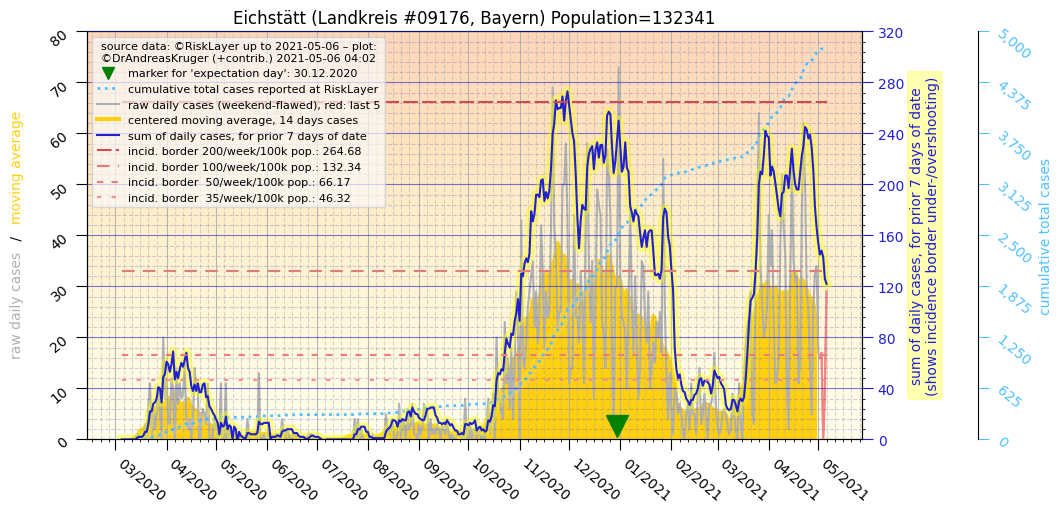 Eichstätt (Landkreis #09176, Bayern) Population=132341
source data: ©RiskLayer up to 2021-05-06 – plot:
©DrAndreasKruger (+contrib.) 2021-05-06 04:02
marker for 'expectation day': 30.12.2020
cumulative total cases reported at RiskLayer
raw daily cases (weekend-flawed), red: last 5
centered moving average, 14 days cases
sum of daily cases, for prior 7 days of date
incid. border 200/week/100k pop.: 264.68
incid. border 100/week/100k pop.: 132.34
incid. border 50/week/100k pop.: 66.17
incid. border 35/week/100k pop.: 46.32
raw daily cases / moving average
80
70
60
50
40
30
20
10
0
03/2020
04/2020
05/2020
06/2020
07/2020
08/2020
09/2020
10/2020
11/2020
12/2020
01/2021
02/2021
03/2021
04/2021
05/2021
320
280
240
200
160
120
80
40
0
sum of daily cases, for prior 7 days of date
(shows incidence border under-/overshooting)
5,000
4,375
3,750
3,125
2,500
1,875
1,250
625
0
cumulative total cases